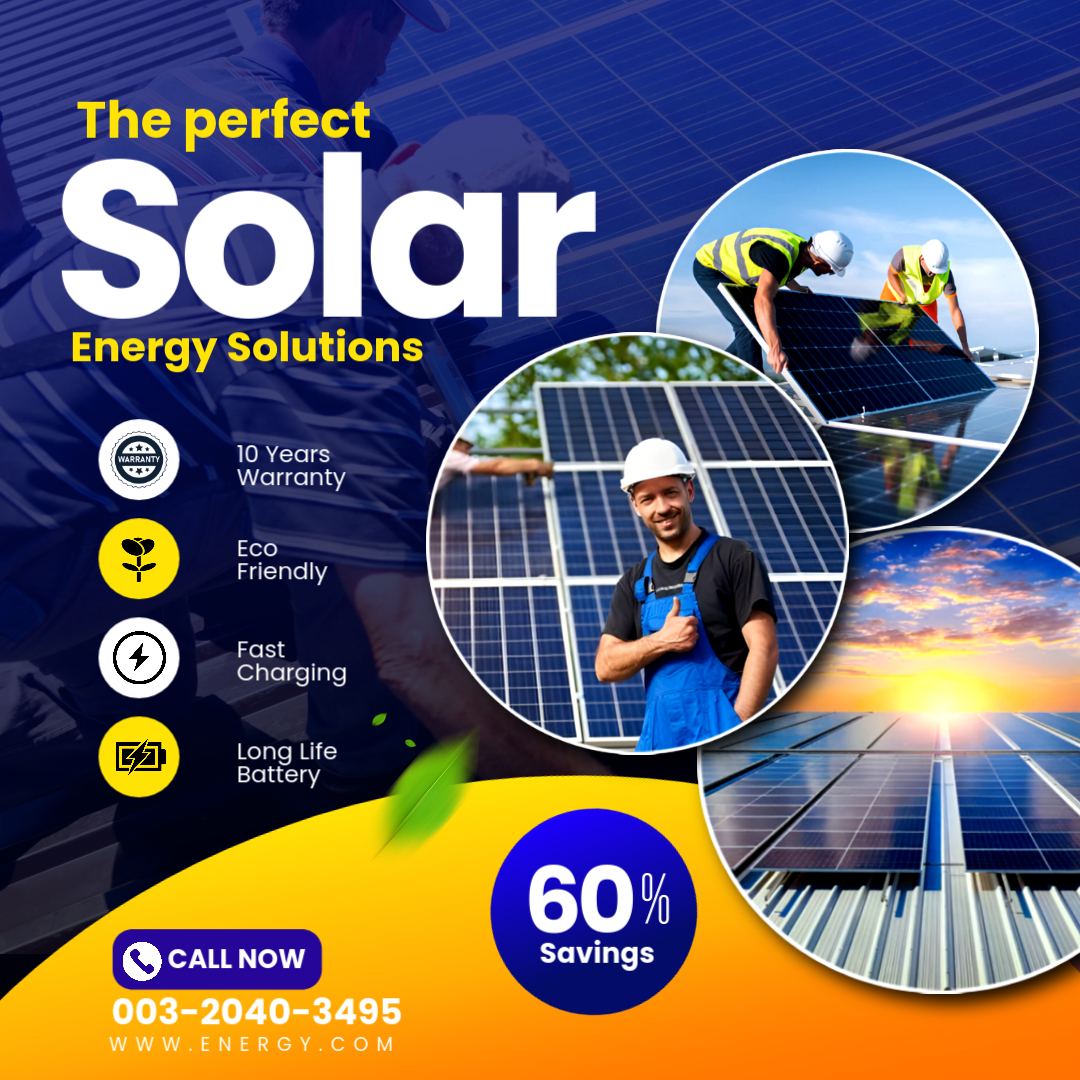 The perfect
Solar
Energy Solutions
WARRANTY
10 Years
Warranty
Eco
Friendly
Fast
Charging
Long Life
Battery
60%
Savings
CALL NOW
003-2040-3495
WWW.ENERGY.COM